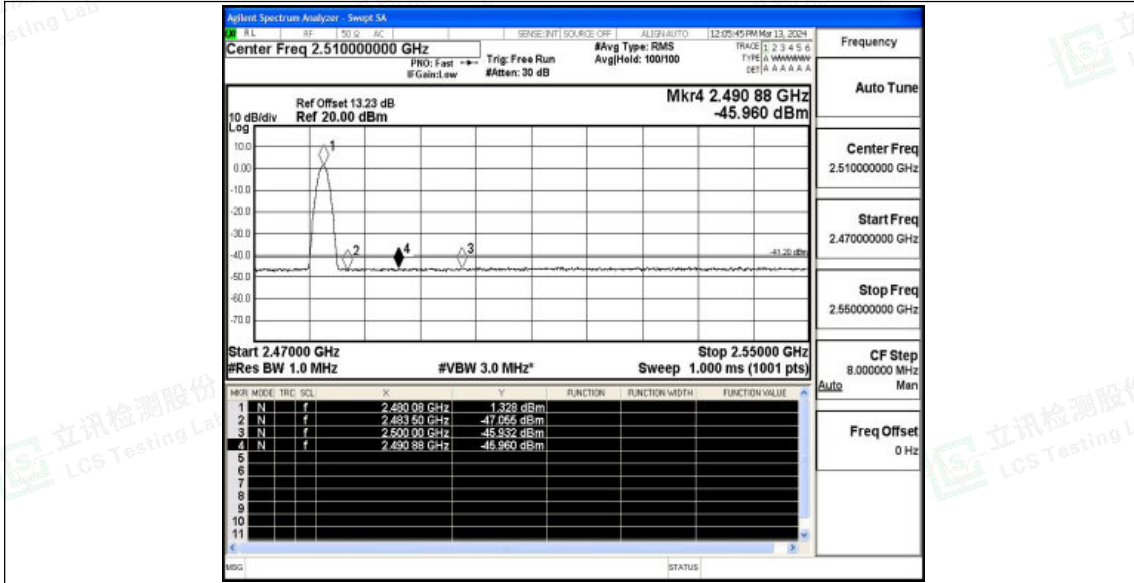 Agilent Spectrum Analyzer - Swept SA
RL RF 50 Ω AC SENSE:INT SOURCE OFF ALIGN AUTO 12:05:45 PM Mar 13, 2024
Center Freq 2.510000000 GHz
PNO: Fast
IFGain:Low
Trig: Free Run
#Atten: 30 dB
#Avg Type: RMS
Avg|Hold: 100/100
TRACE 1 2 3 4 5 6
TYPE A WWWWW
DET A A A A A A
Ref Offset 13.23 dB
10 dB/div Ref 20.00 dBm
Log
Mkr4 2.490 88 GHz
-45.960 dBm
10.0
0.00
-10.0
-20.0
-30.0
-40.0
-50.0
-60.0
-70.0
1
2
4
3
-41.20 dBm
Start 2.47000 GHz Stop 2.55000 GHz
#Res BW 1.0 MHz #VBW 3.0 MHz* Sweep 1.000 ms (1001 pts)
MKR MODE TRC SCL X Y FUNCTION FUNCTION WIDTH FUNCTION VALUE
1 N f 2.480 08 GHz 1.328 dBm
2 N f 2.483 50 GHz -47.055 dBm
3 N f 2.500 00 GHz -45.932 dBm
4 N f 2.490 88 GHz -45.960 dBm
5
6
7
8
9
10
11
MSG STATUS
Frequency
Auto Tune
Center Freq
2.510000000 GHz
Start Freq
2.470000000 GHz
Stop Freq
2.550000000 GHz
CF Step
8.000000 MHz
Auto Man
Freq Offset
0 Hz
立讯检测股份
LCS Testing Lab
立讯检测股份
LCS Testing L